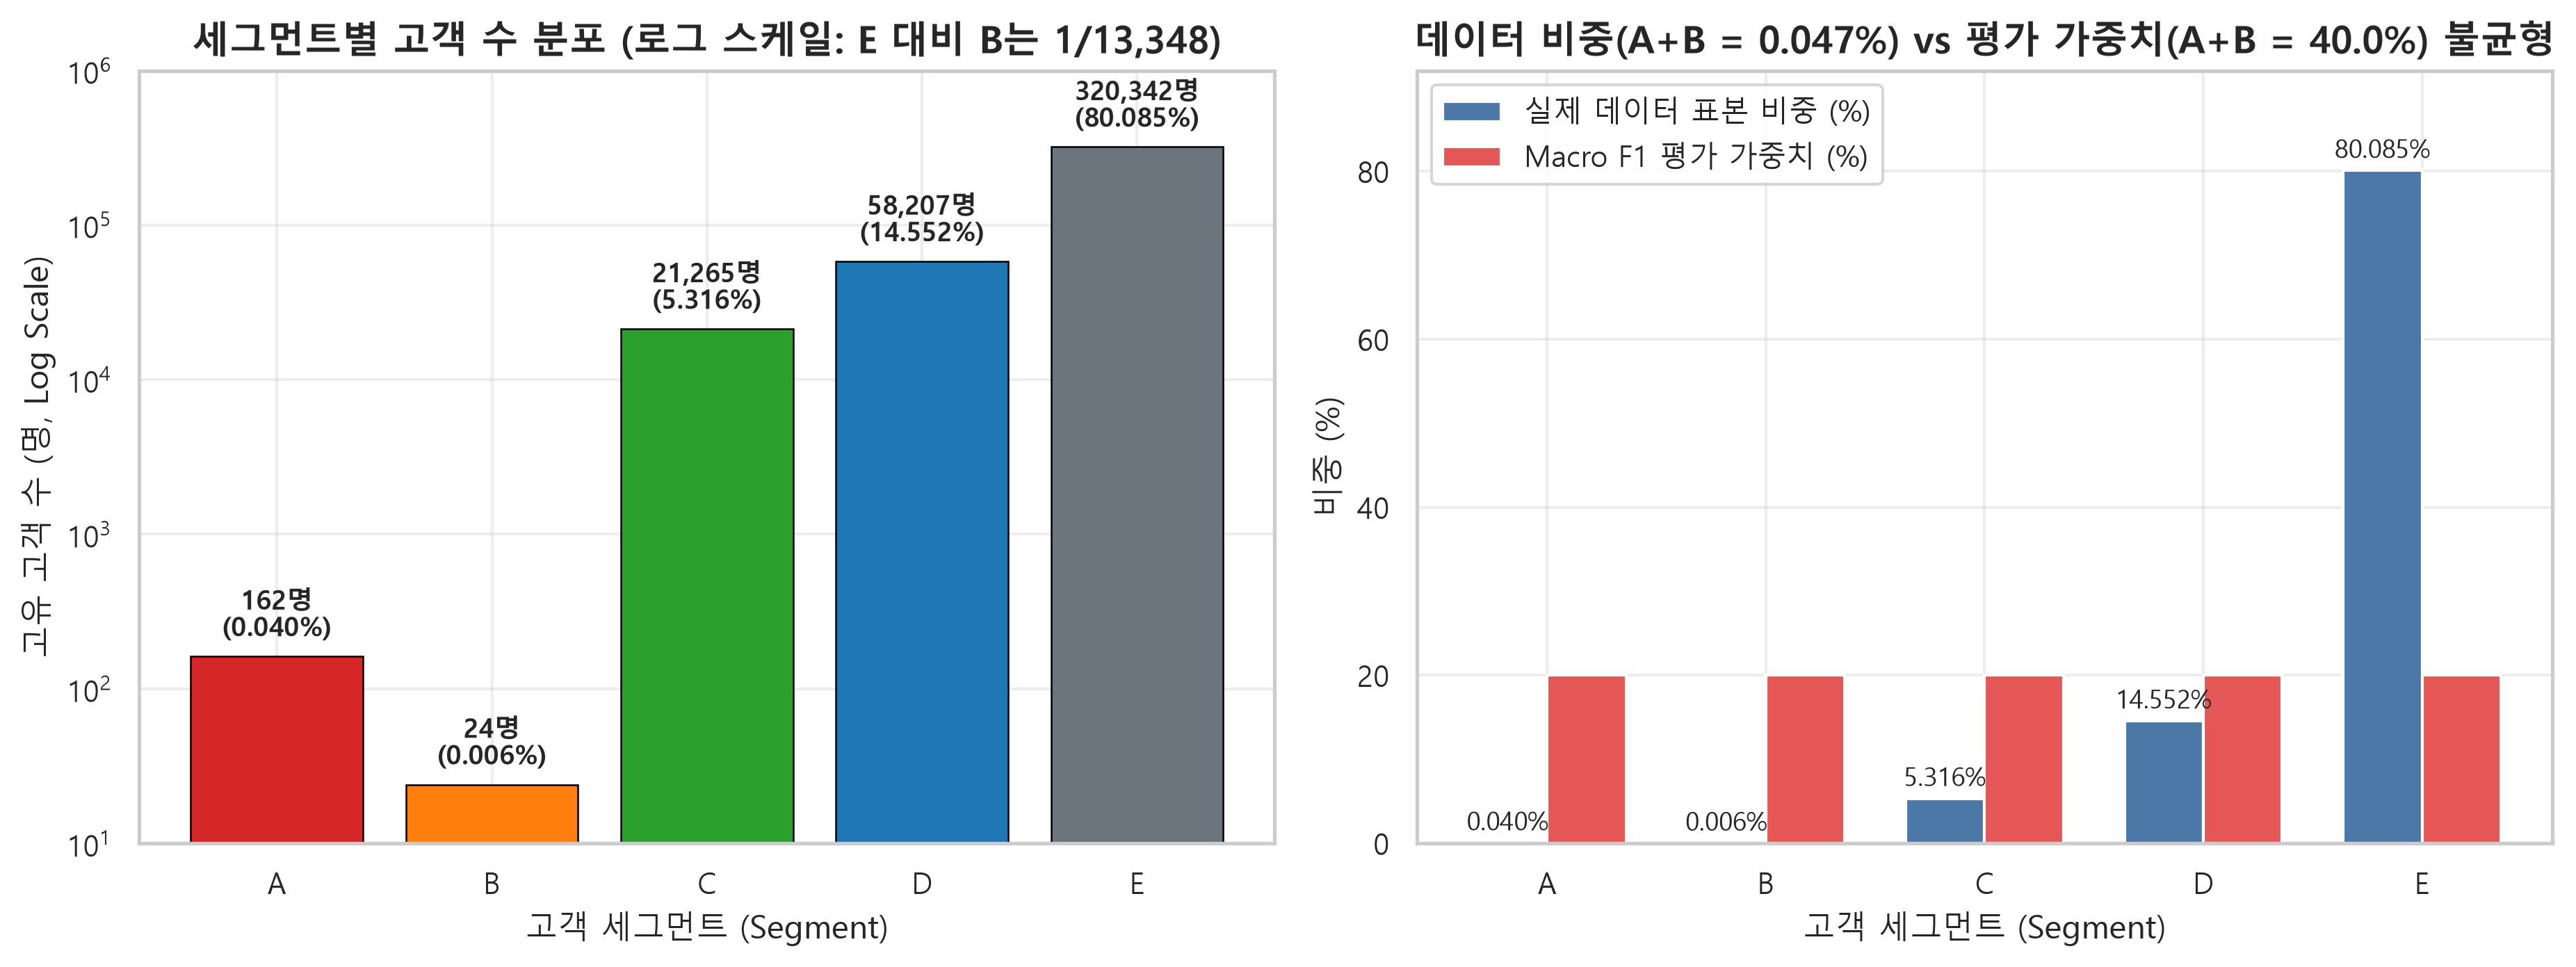 세그먼트별 고객 수 분포 (로그 스케일: E 대비 B는 1/13,348)
고유 고객 수 (명, Log Scale)
10⁶
10⁵
10⁴
10³
10²
10¹
162명
(0.040%)
24명
(0.006%)
21,265명
(5.316%)
58,207명
(14.552%)
320,342명
(80.085%)
A B C D E
고객 세그먼트 (Segment)
데이터 비중(A+B = 0.047%) vs 평가 가중치(A+B = 40.0%) 불균형
실제 데이터 표본 비중 (%)
Macro F1 평가 가중치 (%)
비중 (%)
80
60
40
20
0
0.040%
0.006%
5.316%
14.552%
80.085%
A B C D E
고객 세그먼트 (Segment)